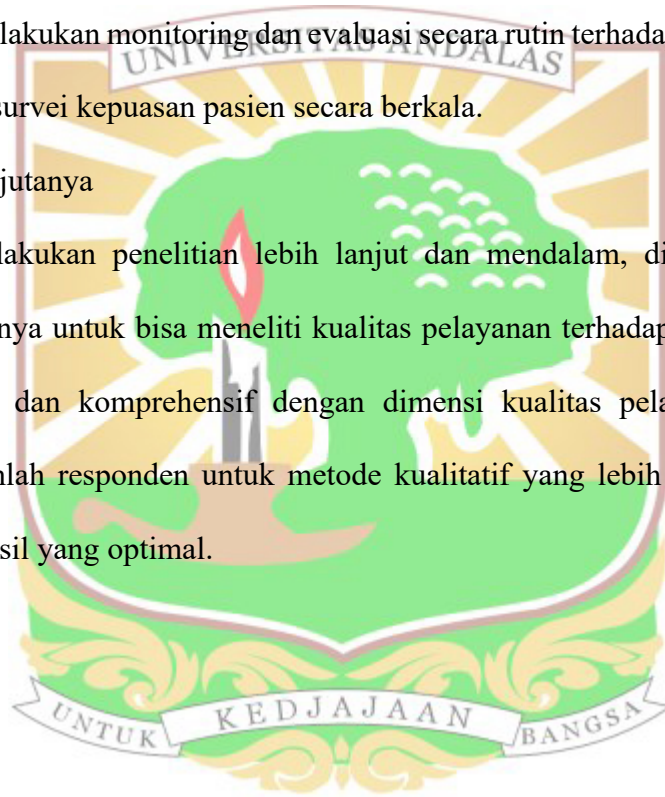 lakukan monitoring dan evaluasi secara rutin terhada
UNIVERSITAS ANDALAS
survei kepuasan pasien secara berkala.
jutanya
lakukan penelitian lebih lanjut dan mendalam, di
nya untuk bisa meneliti kualitas pelayanan terhadap
dan komprehensif dengan dimensi kualitas pela
lah responden untuk metode kualitatif yang lebih
sil yang optimal.
UNTUK KEDJAJAAN BANGSA